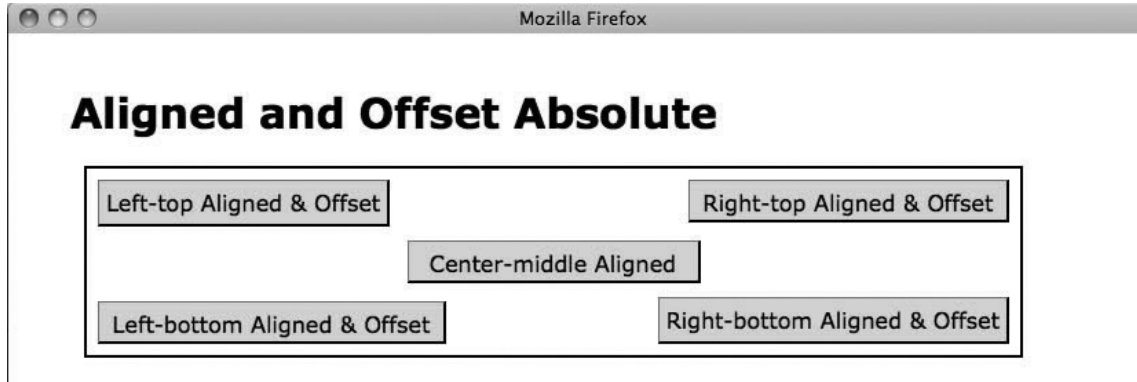 Mozilla Firefox
Aligned and Offset Absolute
Left-top Aligned & Offset
Right-top Aligned & Offset
Center-middle Aligned
Left-bottom Aligned & Offset
Right-bottom Aligned & Offset